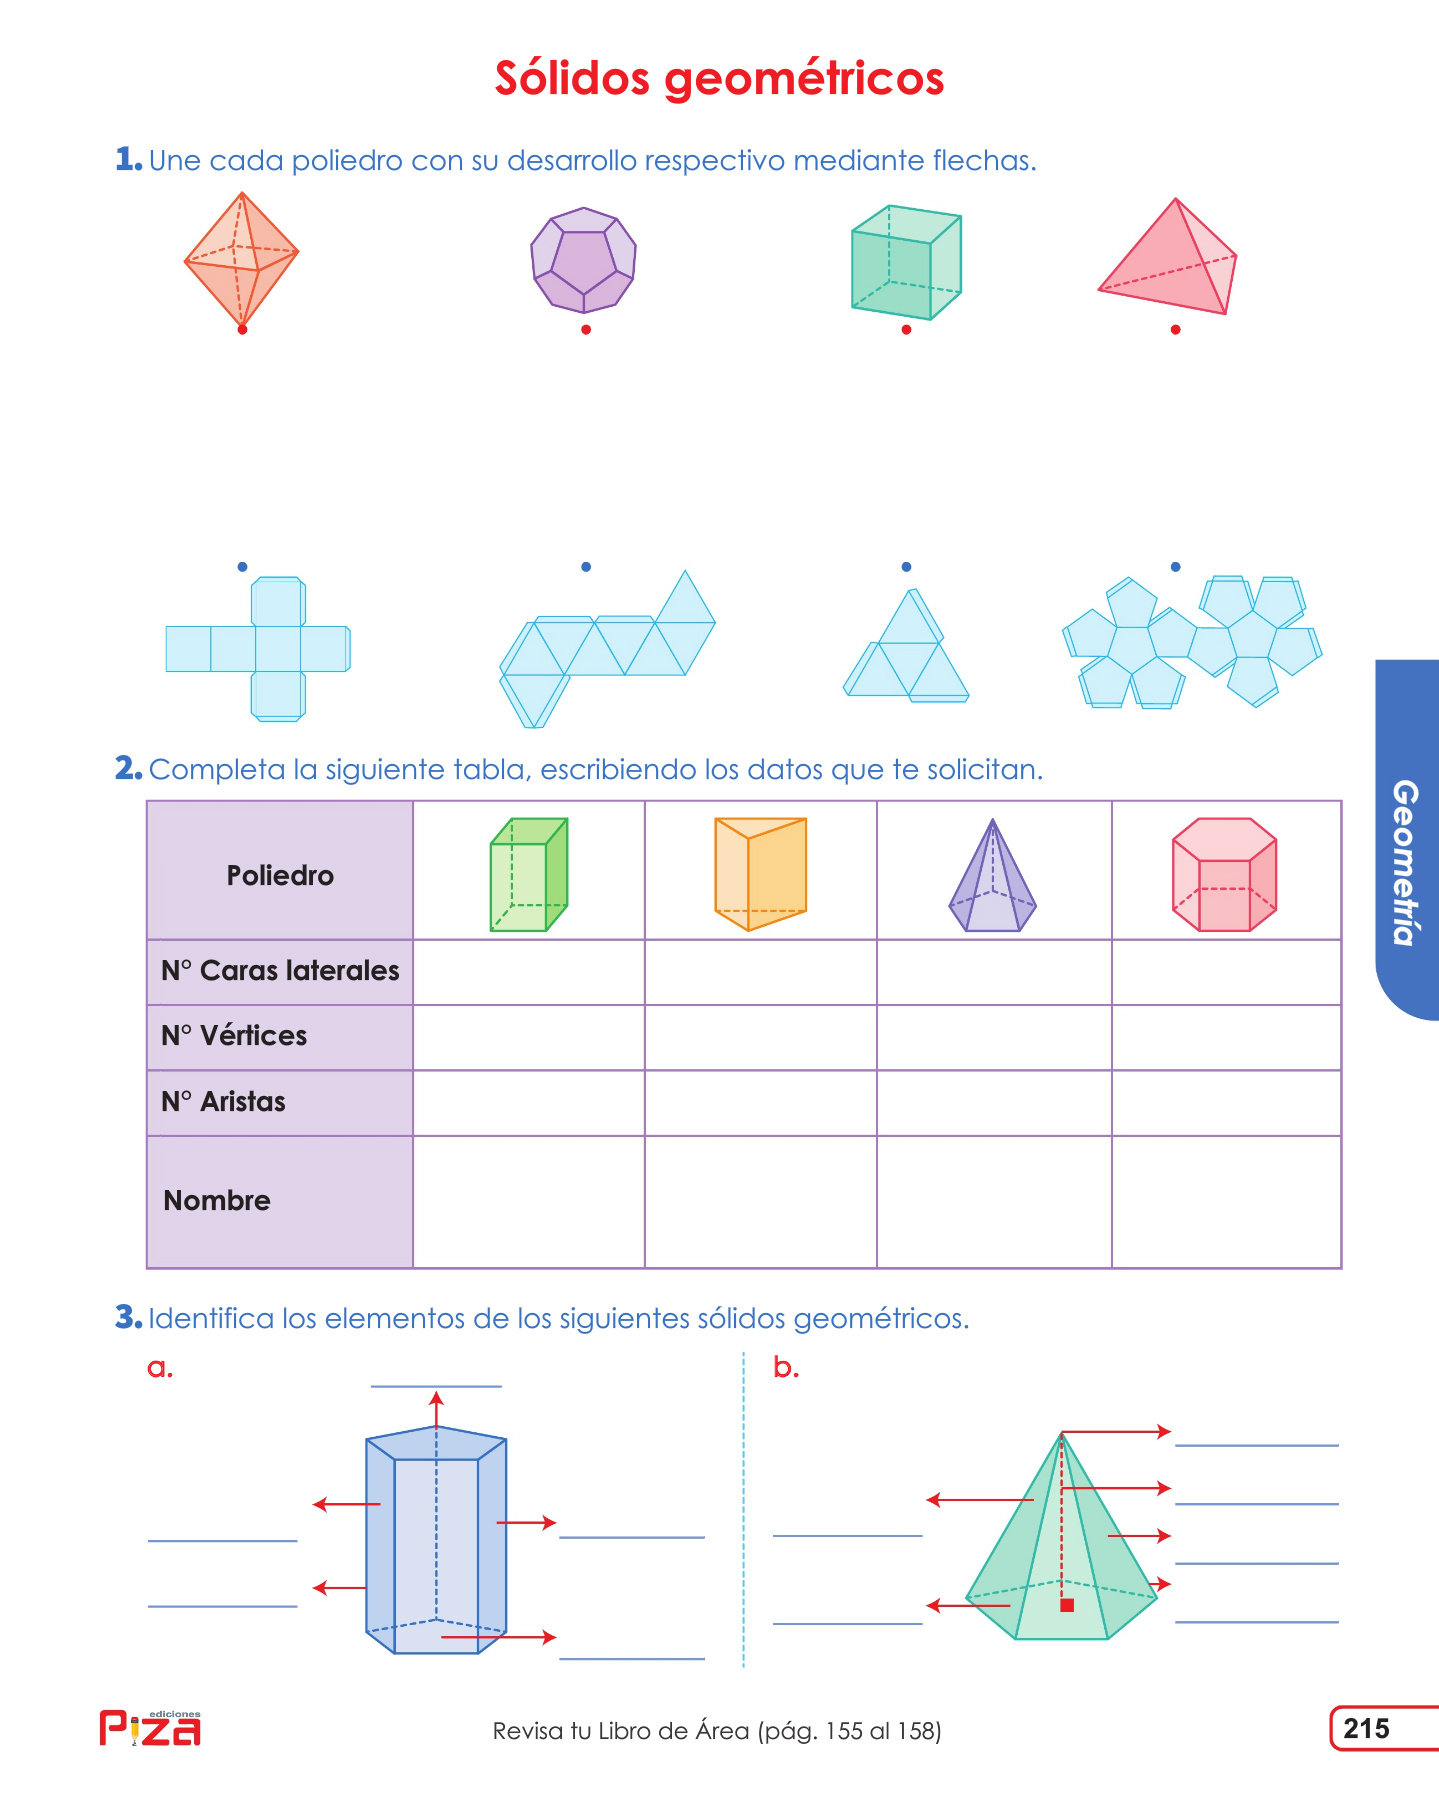 Sólidos geométricos
1. Une cada poliedro con su desarrollo respectivo mediante flechas.
2. Completa la siguiente tabla, escribiendo los datos que te solicitan.
Poliedro
N° Caras laterales
N° Vértices
N° Aristas
Nombre
Geometría
3. Identifica los elementos de los siguientes sólidos geométricos.
a.
b.
ediciones
Piza
Revisa tu Libro de Área (pág. 155 al 158)
215